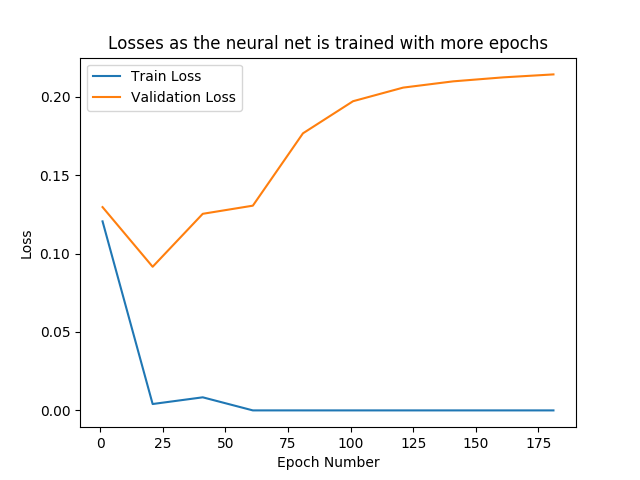 Losses as the neural net is trained with more epochs
Train Loss
Validation Loss
0.20
0.15
0.10
0.05
0.00
Loss
0 25 50 75 100 125 150 175
Epoch Number